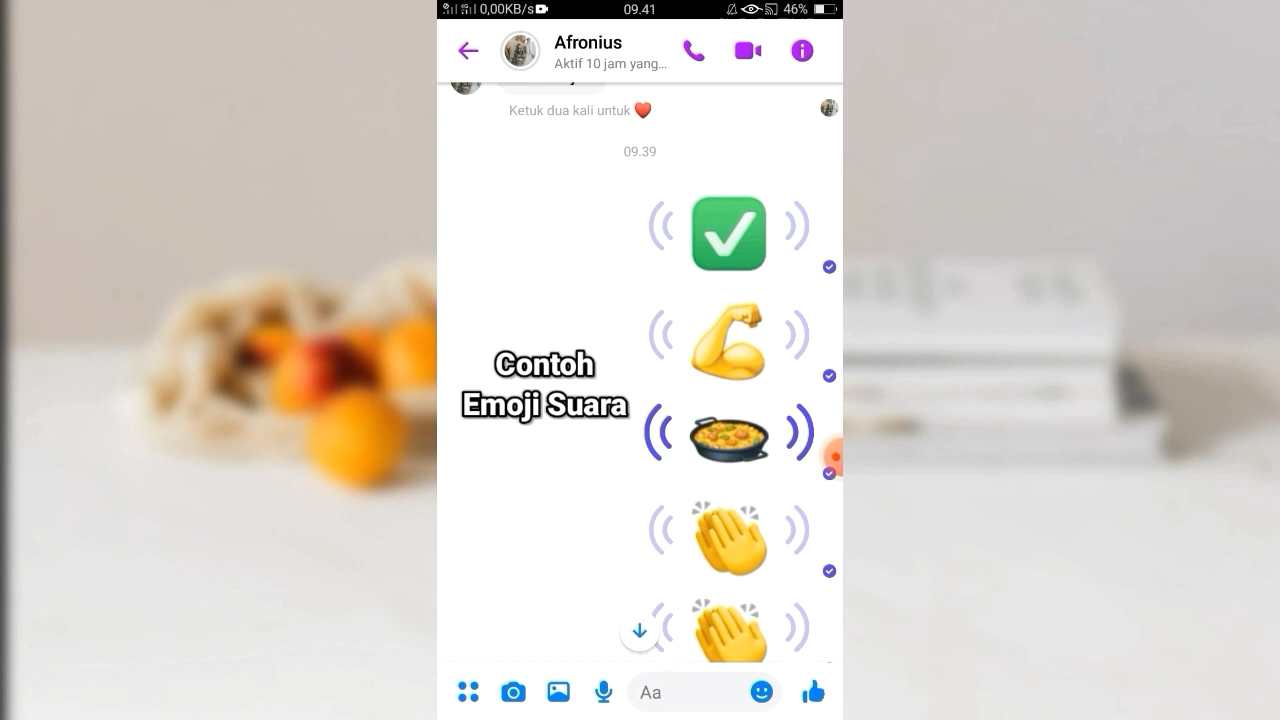 0,00KB/s
09.41
46%
Afronius
Aktif 10 jam yang...
Ketuk dua kali untuk
09.39
Contoh
Emoji Suara
Aa